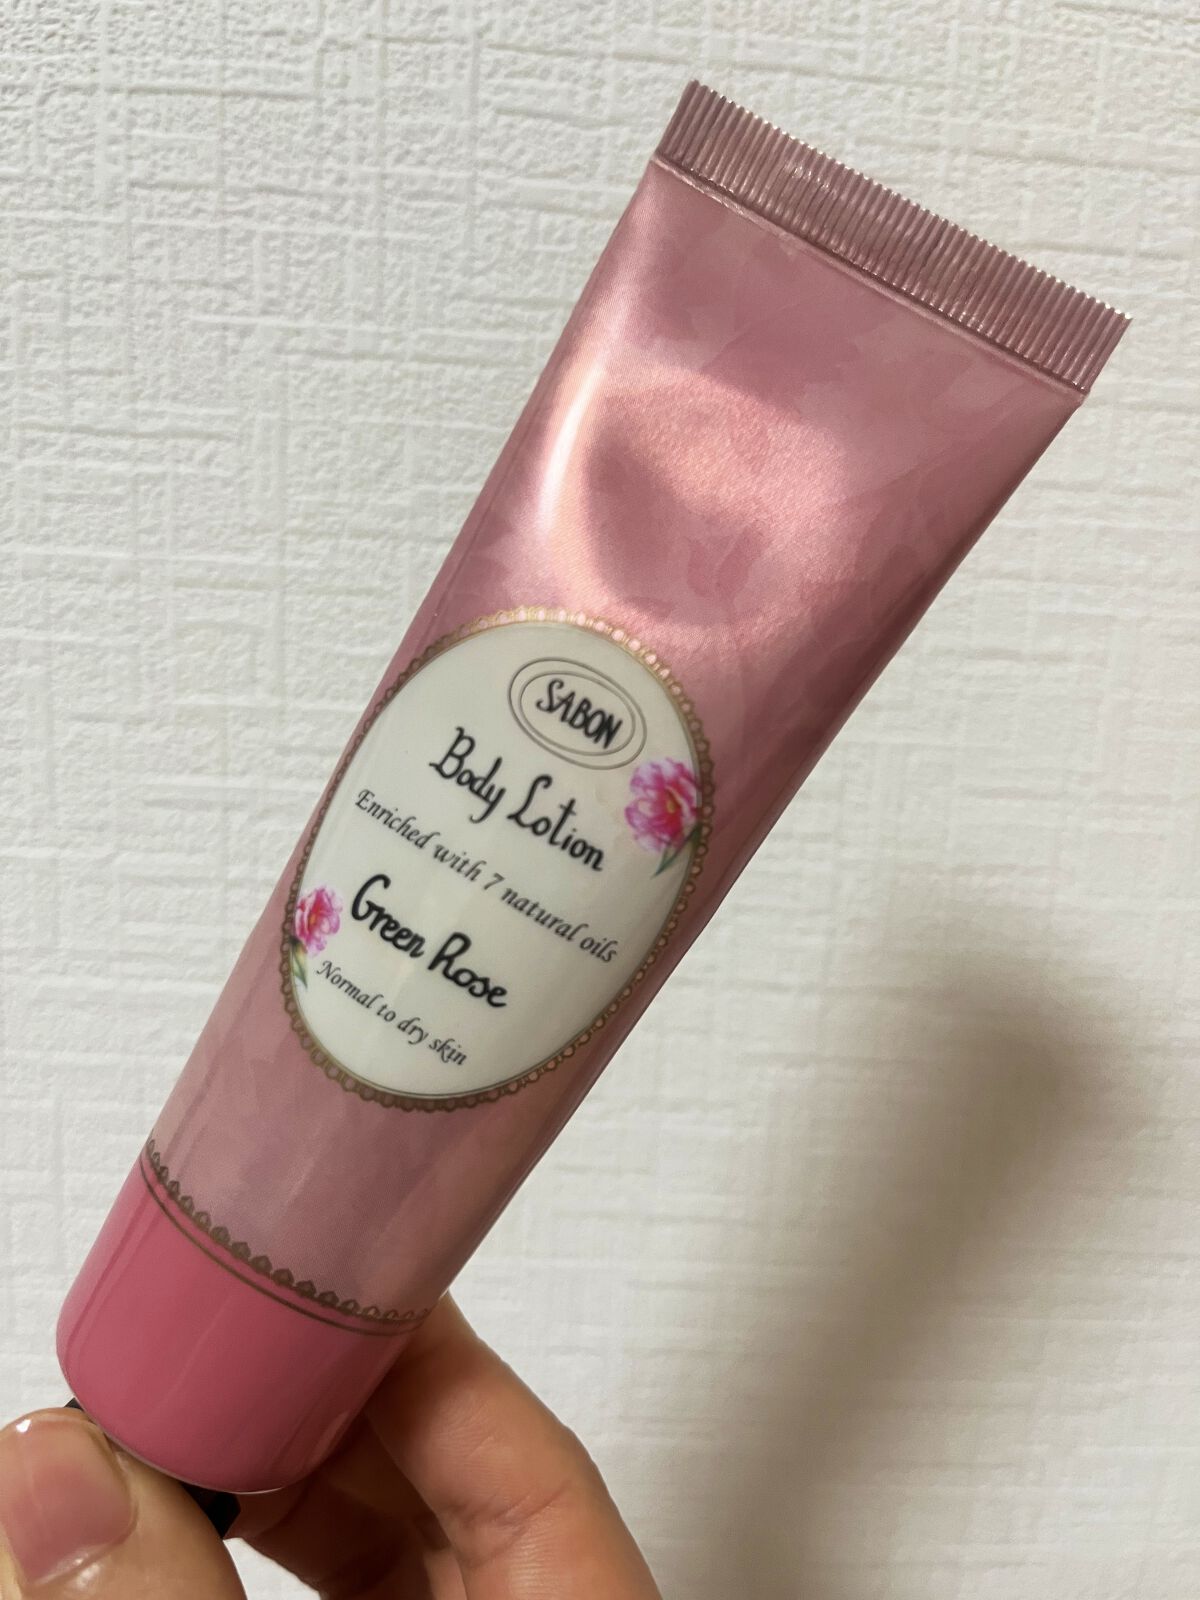 SABON
Body Lotion
Enriched with 7 natural oils
Green Rose
Normal to dry skin